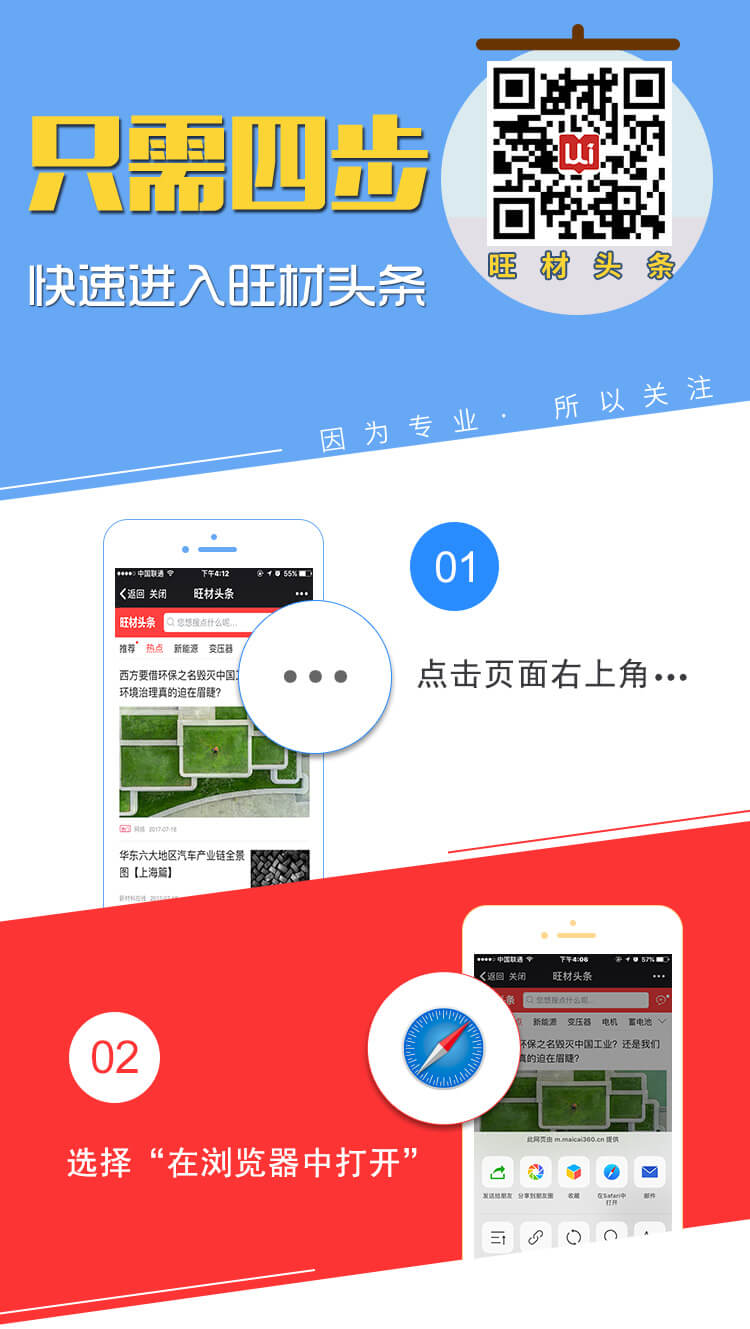 只需四步
快速进入旺材头条
旺材头条
因为专业· 所以关注
中国联通 下午4:12 55%
返回 关闭 旺材头条 •••
旺材头条 您想搜点什么呢...
推荐 热点 新能源 变压器
西方要借环保之名毁灭中国工
环境治理真的迫在眉睫?
网络 2017-07-18
华东六大地区汽车产业链全景
图【上海篇】
01
点击页面右上角•••
02
选择“在浏览器中打开”
中国联通 下午4:06 57%
返回 关闭 旺材头条 •••
条 您想搜点什么呢...
点 新能源 变压器 电机 蓄电池
环保之名毁灭中国工业?还是我们
真的迫在眉睫?
此网页由 m.maicai360.cn 提供
发送给朋友 分享到朋友圈 收藏 在Safari中
打开 邮件